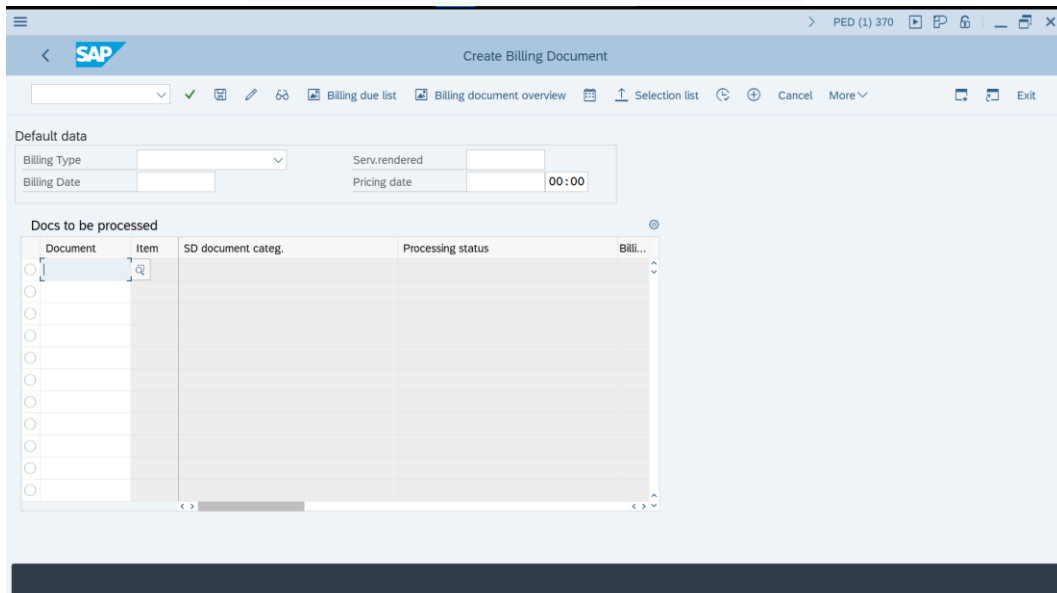 PED (1) 370
SAP
Create Billing Document
Billing due list Billing document overview Selection list Cancel More Exit
Default data
Billing Type Serv.rendered
Billing Date Pricing date 00:00
Docs to be processed
Document Item SD document categ. Processing status Billi...